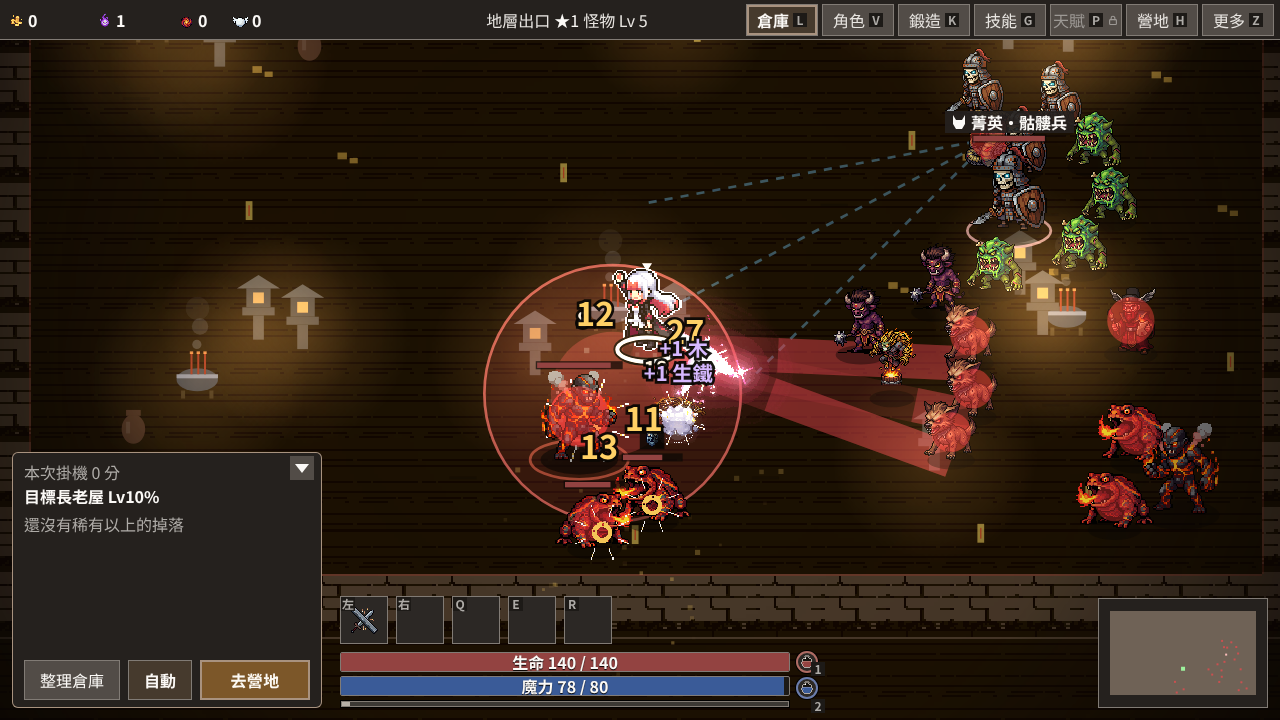 0
1
0
0
地層出口 ★1 怪物 Lv 5
倉庫 L
角色 V
鍛造 K
技能 G
天賦 P
營地 H
更多 Z
菁英・骷髏兵
12
27
+1 木
+1 生鐵
11
13
本次掛機 0 分
目標長老屋 Lv10%
還沒有稀有以上的掉落
整理倉庫
自動
去營地
左
右
Q
E
R
生命 140 / 140
1
魔力 78 / 80
2